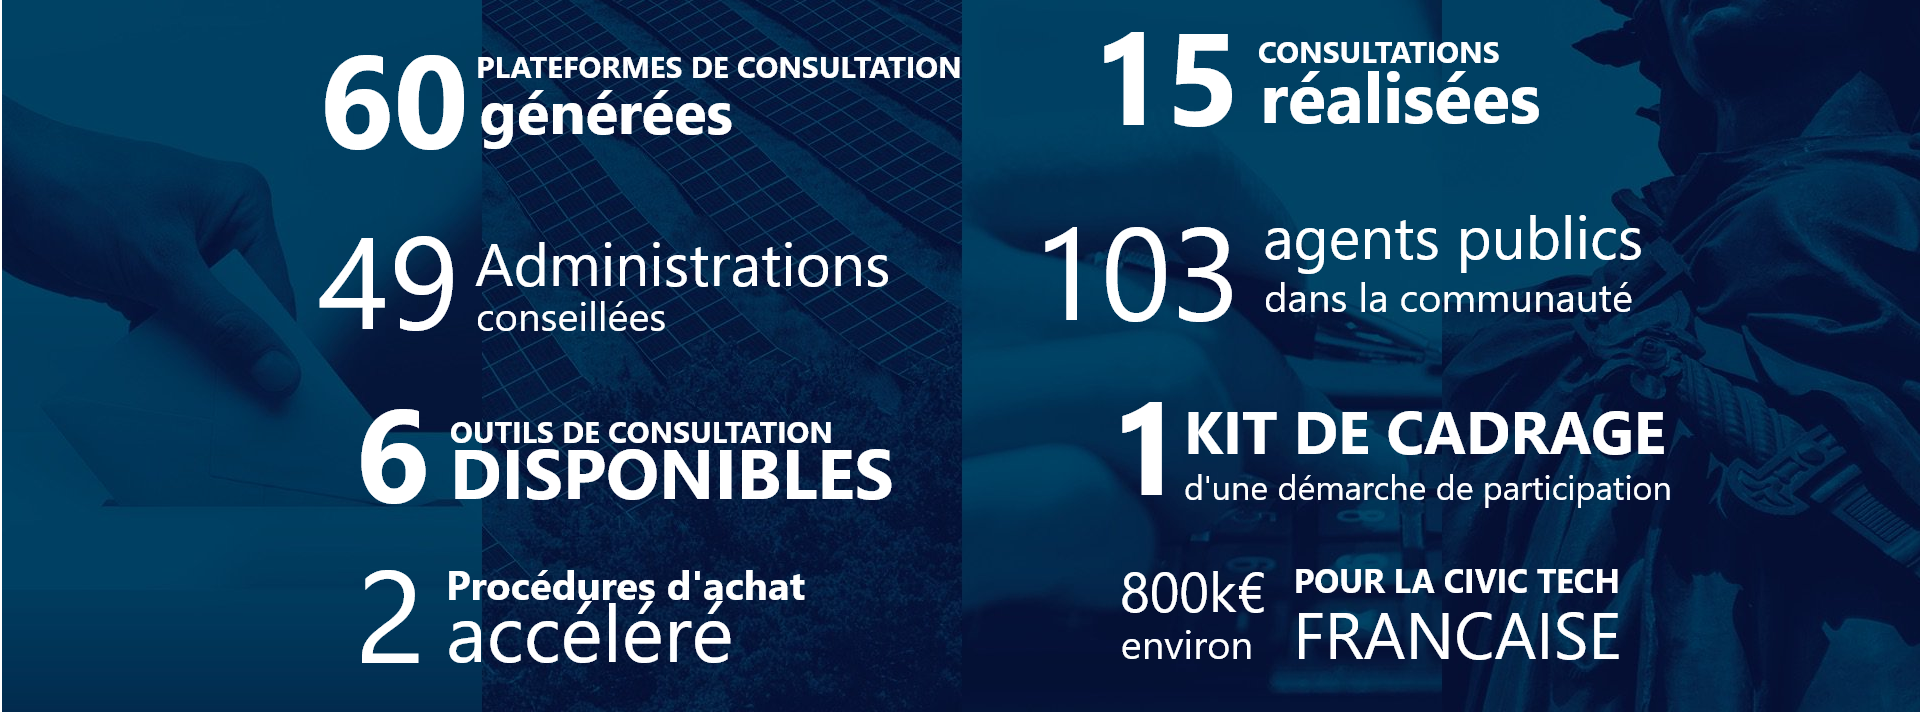 60 PLATEFORMES DE CONSULTATION
générées
49 Administrations
conseillées
6 OUTILS DE CONSULTATION
DISPONIBLES
2 Procédures d'achat
accéléré
15 CONSULTATIONS
réalisées
103 agents publics
dans la communauté
1 KIT DE CADRAGE
d'une démarche de participation
800k€ POUR LA CIVIC TECH
environ FRANCAISE